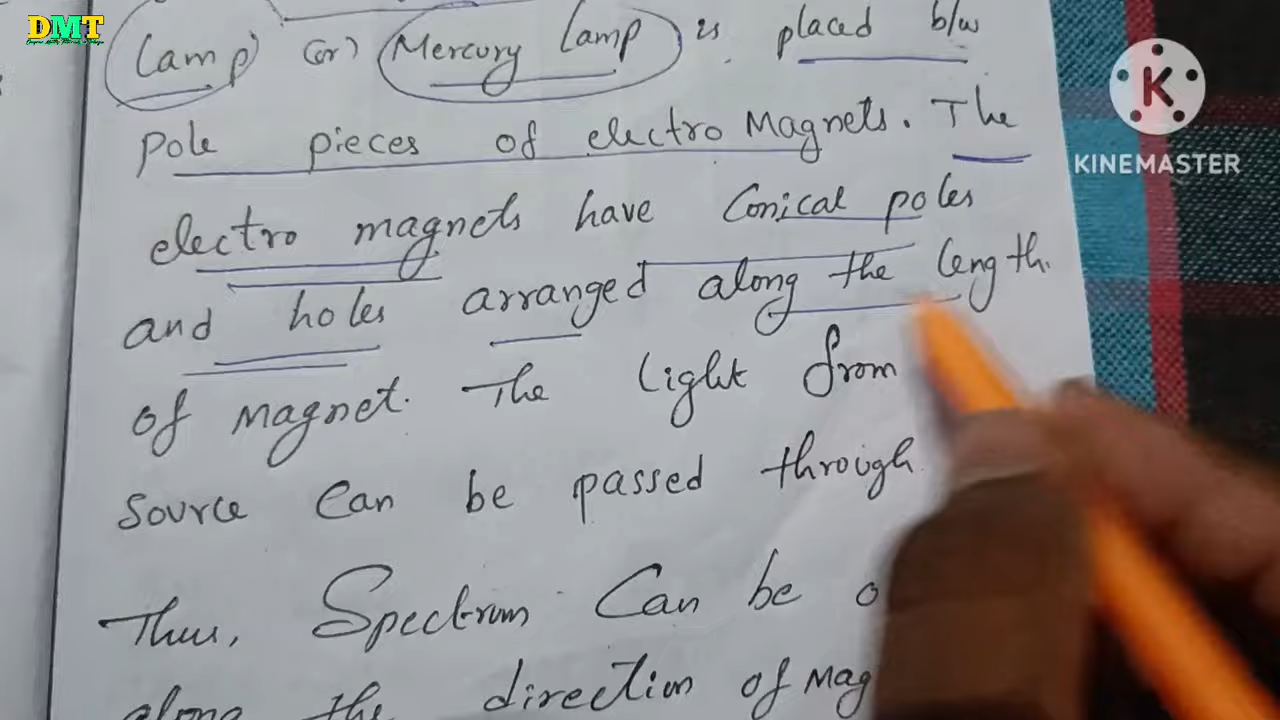 DMT
Lamp) (or) (Mercury Lamp) is placed b/w
KINEMASTER
pole pieces of electro Magnets. The
electro magnets have Conical poles
and holes arranged along the length.
of magnet. The light from
source Can be passed through
Thus, Spectrum Can be o
along the direction of Mag